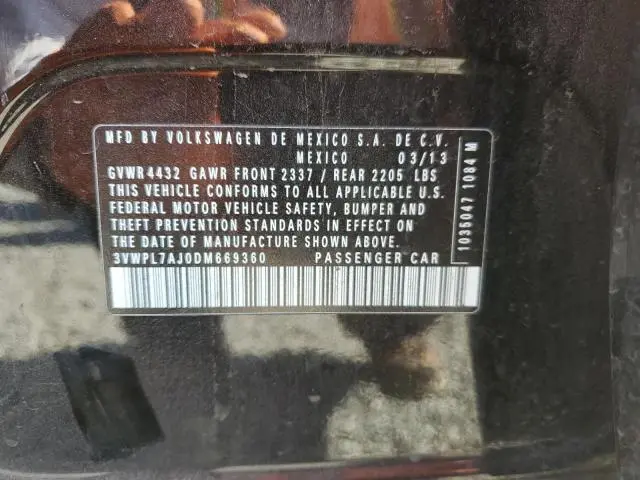 MFD BY VOLKSWAGEN DE MEXICO S.A. DE C.V.
MEXICO 03/13
GVWR 4432 GAWR FRONT 2337 / REAR 2205 LBS
THIS VEHICLE CONFORMS TO ALL APPLICABLE U.S.
FEDERAL MOTOR VEHICLE SAFETY, BUMPER AND
THEFT PREVENTION STANDARDS IN EFFECT ON
THE DATE OF MANUFACTURE SHOWN ABOVE.
3VWPL7AJ0DM669360 PASSENGER CAR
1035047 1084 M